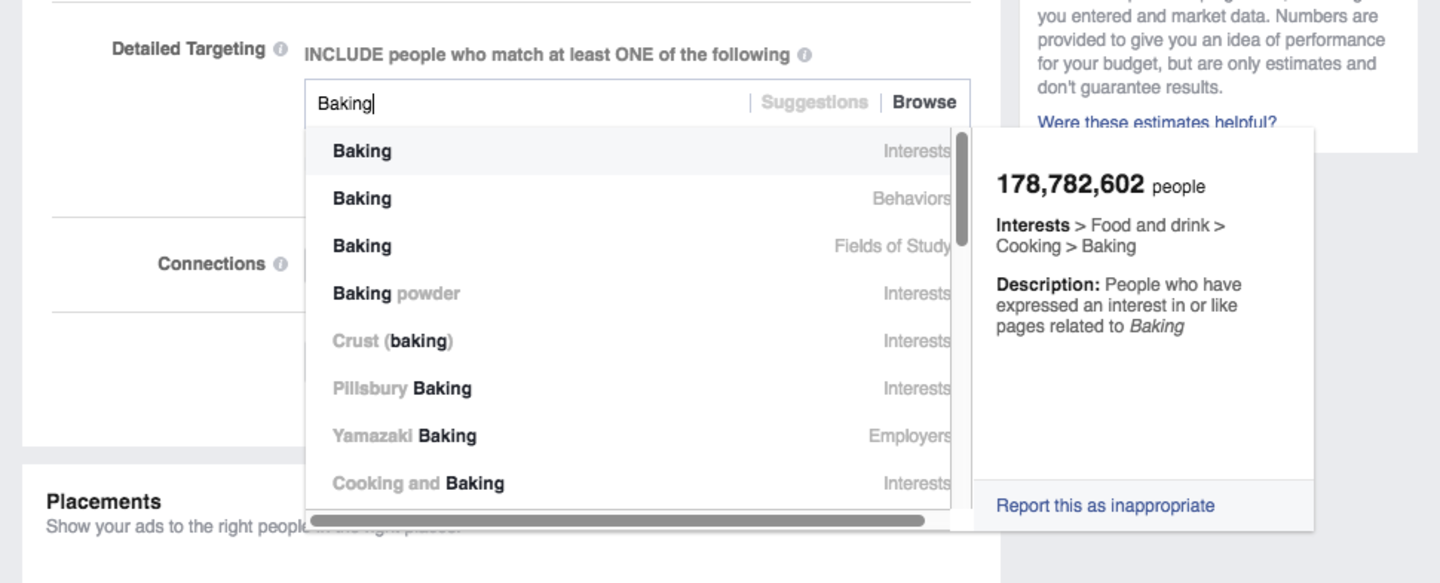 you entered and market data. Numbers are
provided to give you an idea of performance
for your budget, but are only estimates and
don't guarantee results.
Were these estimates helpful?
Detailed Targeting
INCLUDE people who match at least ONE of the following
Baking
Suggestions
Browse
Baking Interests
Baking Behaviors
Baking Fields of Study
Baking powder Interests
Crust (baking) Interests
Pillsbury Baking Interests
Yamazaki Baking Employers
Cooking and Baking Interests
178,782,602 people
Interests > Food and drink >
Cooking > Baking
Description: People who have
expressed an interest in or like
pages related to Baking
Report this as inappropriate
Connections
Placements
Show your ads to the right people